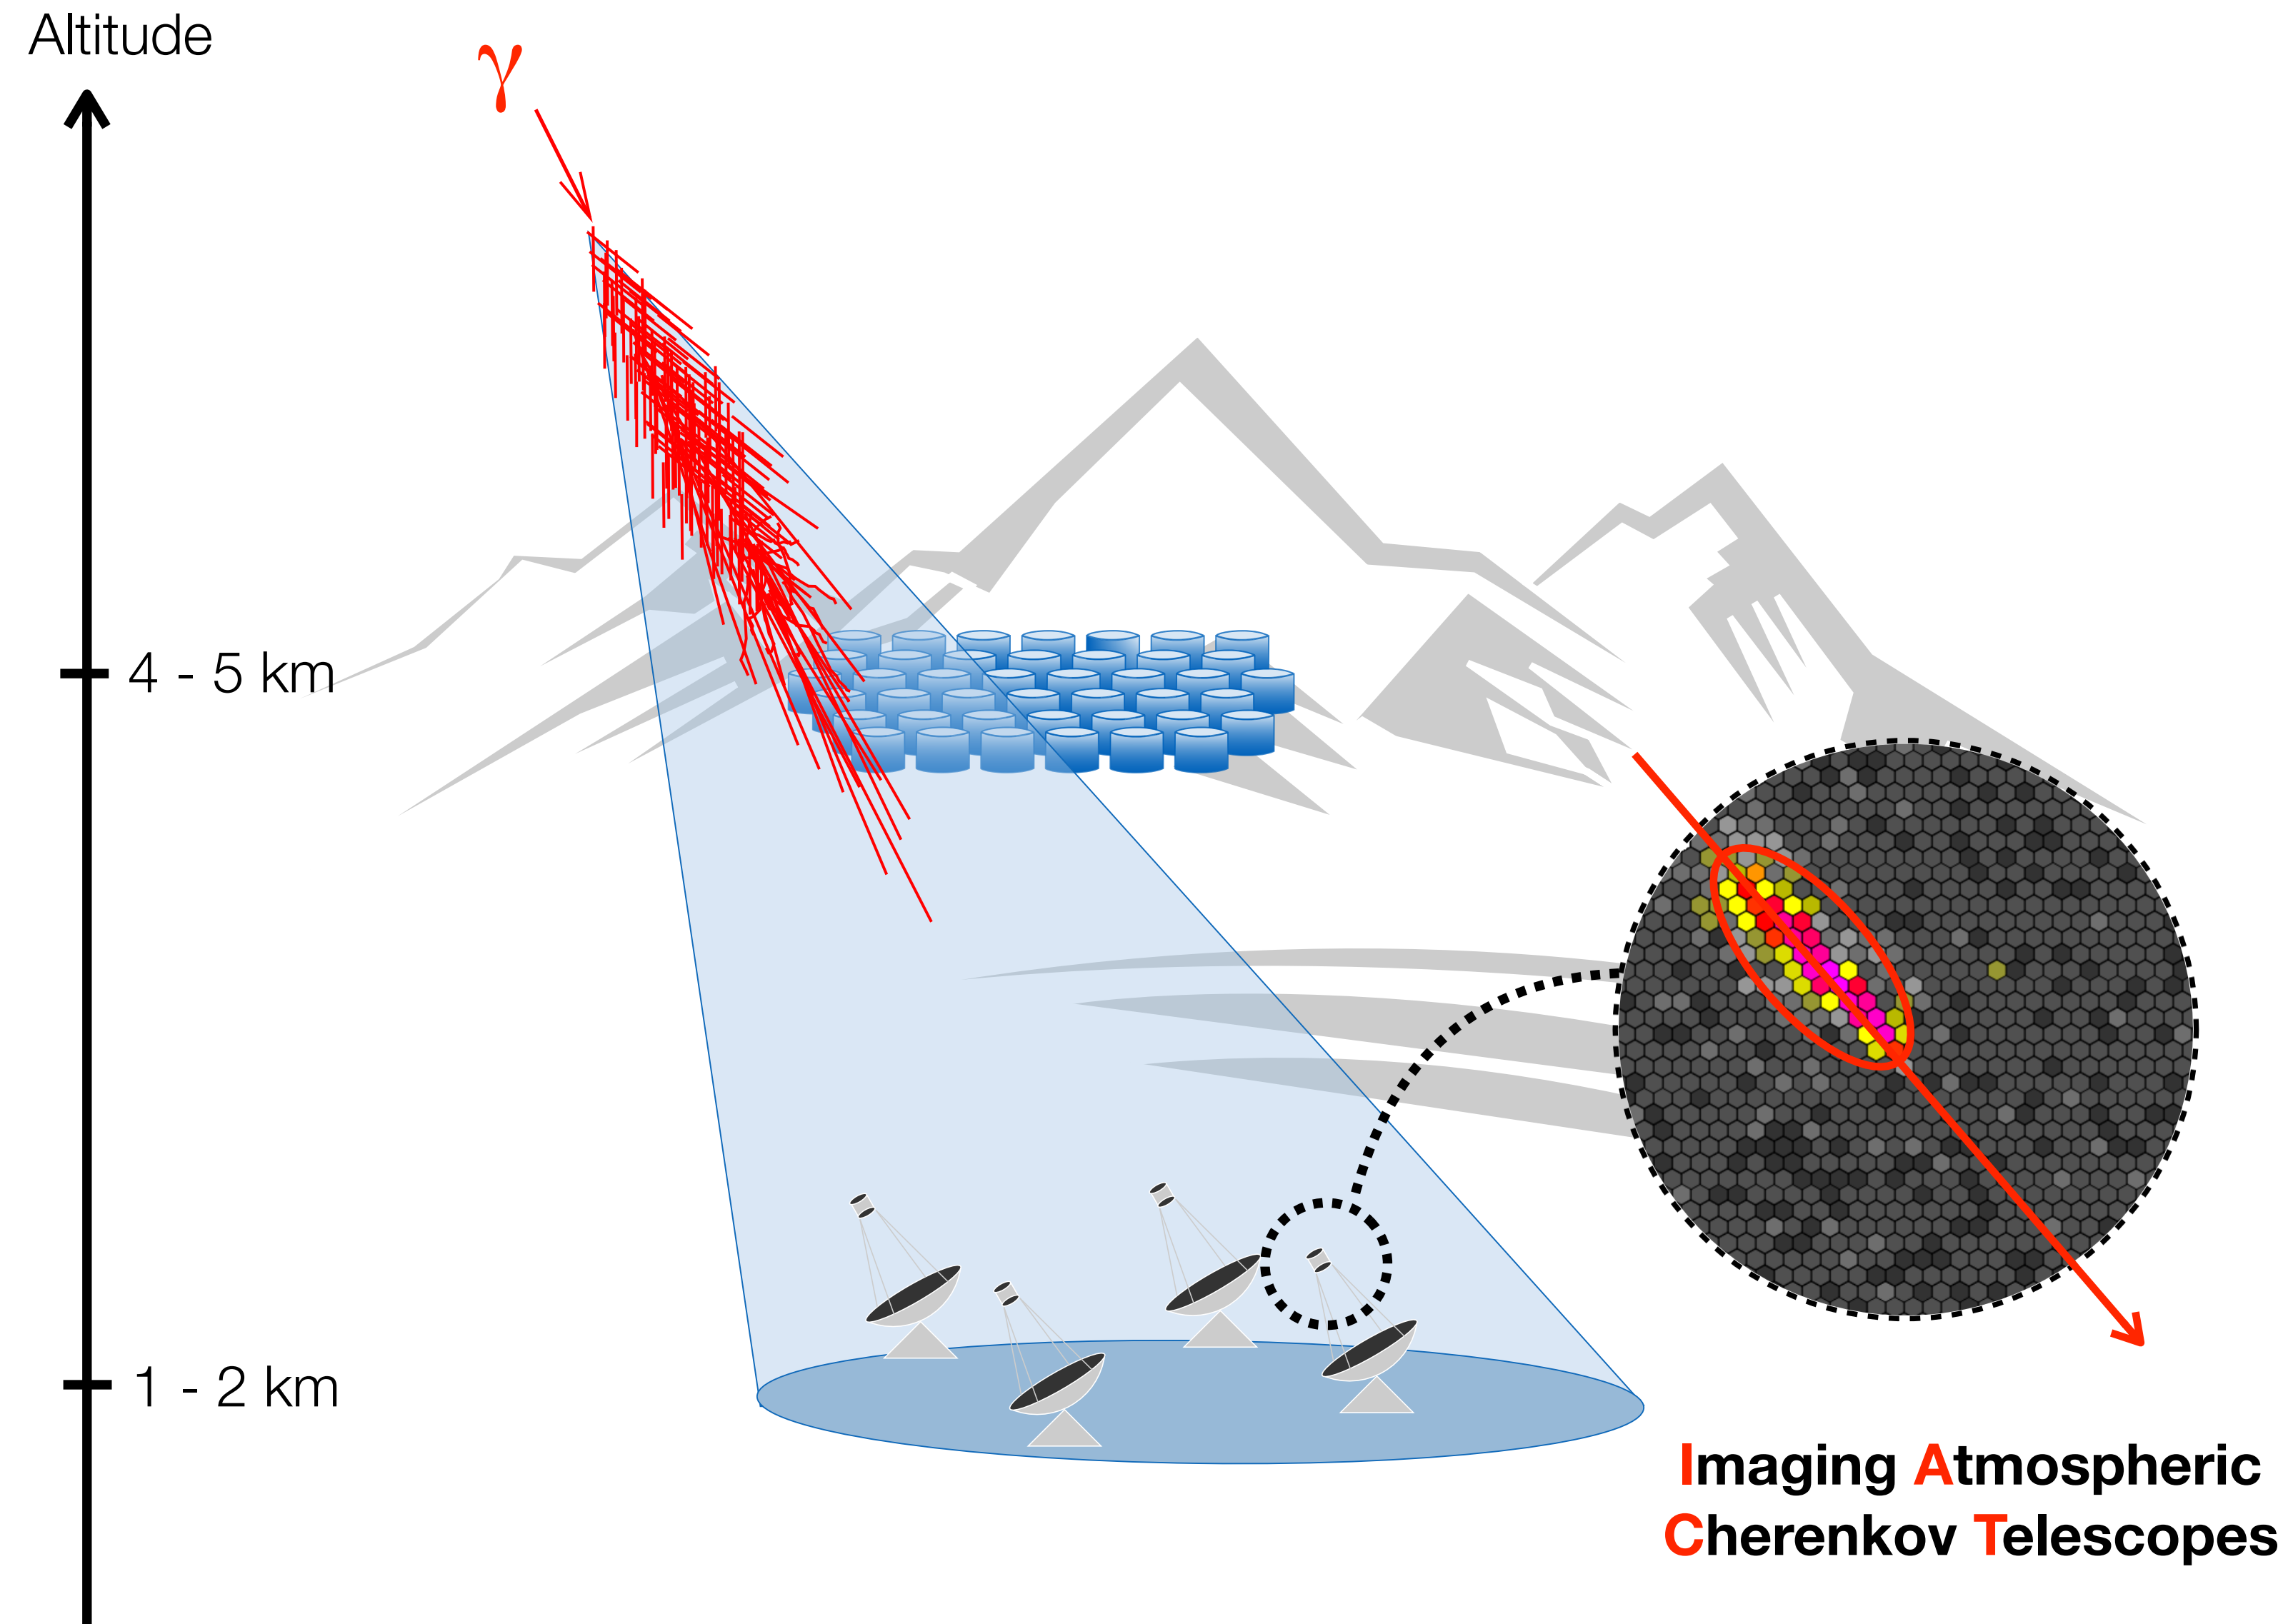 Altitude
γ
4 - 5 km
1 - 2 km
Imaging Atmospheric
Cherenkov Telescopes